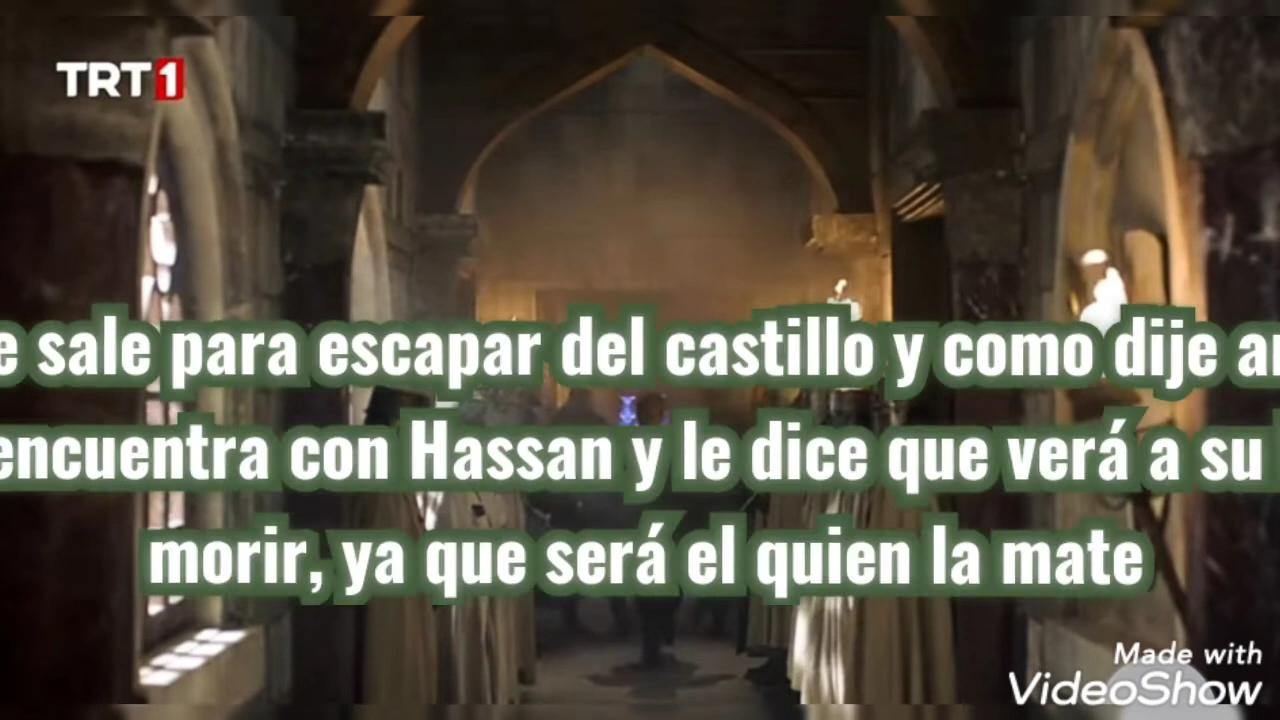 TRT1
e sale para escapar del castillo y como dije a
encuentra con Hassan y le dice que verá a su
morir, ya que será el quien la mate
Made with
VideoShow